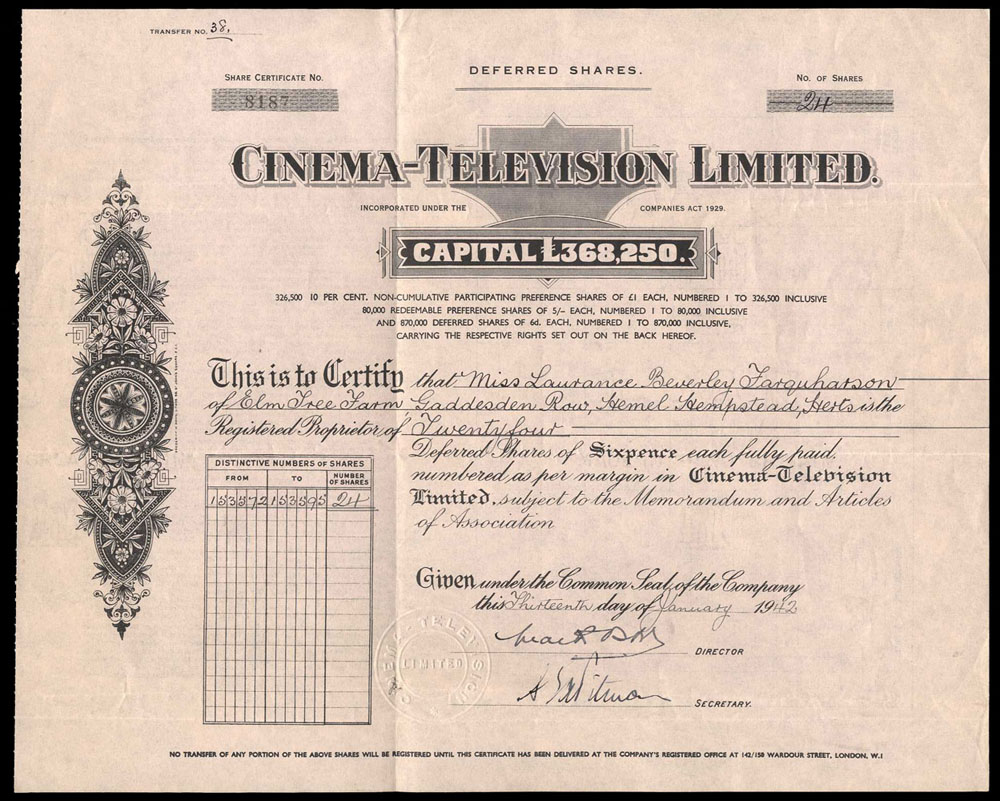 TRANSFER NO. 38.
SHARE CERTIFICATE No.
8187
DEFERRED SHARES.
No. OF SHARES
24
CINEMA-TELEVISION LIMITED.
INCORPORATED UNDER THE COMPANIES ACT 1929.
CAPITAL £368,250.
326,500 10 PER CENT. NON-CUMULATIVE PARTICIPATING PREFERENCE SHARES OF £1 EACH, NUMBERED 1 TO 326,500 INCLUSIVE
80,000 REDEEMABLE PREFERENCE SHARES OF 5/- EACH, NUMBERED 1 TO 80,000 INCLUSIVE
AND 870,000 DEFERRED SHARES OF 6d. EACH, NUMBERED 1 TO 870,000 INCLUSIVE,
CARRYING THE RESPECTIVE RIGHTS SET OUT ON THE BACK HEREOF.
This is to Certify that Miss Laurance Beverley Farquharson
of Elm Tree Farm, Gaddesden Row, Hemel Hempstead, Herts is the
Registered Proprietor of Twentyfour
Deferred Shares of Sixpence each fully paid
numbered as per margin in Cinema-Television
Limited, subject to the Memorandum and Articles
of Association
DISTINCTIVE NUMBERS OF SHARES
FROM TO NUMBER OF SHARES
153572 153595 24
Given under the Common Seal of the Company
this Thirteenth day of January 1942
DIRECTOR
SECRETARY.
CINEMA-TELEVISION
LIMITED
NO TRANSFER OF ANY PORTION OF THE ABOVE SHARES WILL BE REGISTERED UNTIL THIS CERTIFICATE HAS BEEN DELIVERED AT THE COMPANY'S REGISTERED OFFICE AT 142/150 WARDOUR STREET, LONDON, W.1